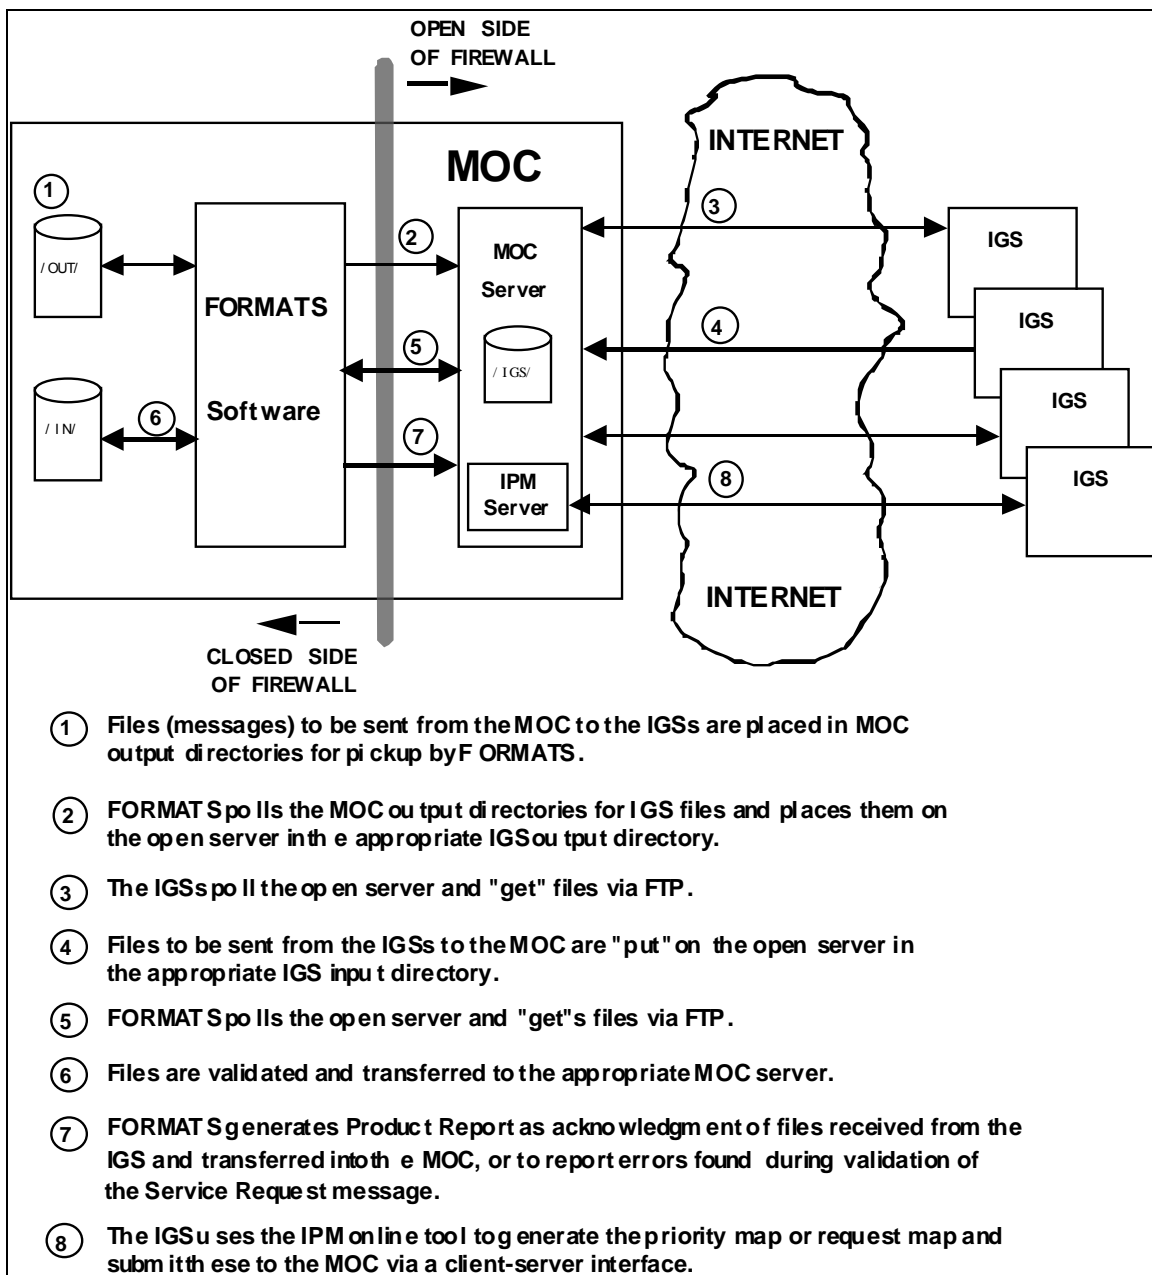 OPEN SIDE
OF FIREWALL
MOC
INTERNET
1
/ OUT/
FORMATS
Software
2
MOC
Server
3
IGS
4
IGS
5
/ IGS/
6
/ IN/
7
IGS
IPM
Server
8
IGS
INTERNET
CLOSED SIDE
OF FIREWALL
1 Files (messages) to be sent from the MOC to the IGSs are placed in MOC
output directories for pickup by FORMATS.
2 FORMATS polls the MOC output directories for IGS files and places them on
the open server in the appropriate IGS output directory.
3 The IGSs poll the open server and "get" files via FTP.
4 Files to be sent from the IGSs to the MOC are "put" on the open server in
the appropriate IGS input directory.
5 FORMATS polls the open server and "get"s files via FTP.
6 Files are validated and transferred to the appropriate MOC server.
7 FORMATS generates Product Report as acknowledgment of files received from the
IGS and transferred into the MOC, or to report errors found during validation of
the Service Request message.
8 The IGS uses the IPM online tool to generate the priority map or request map and
submit these to the MOC via a client-server interface.